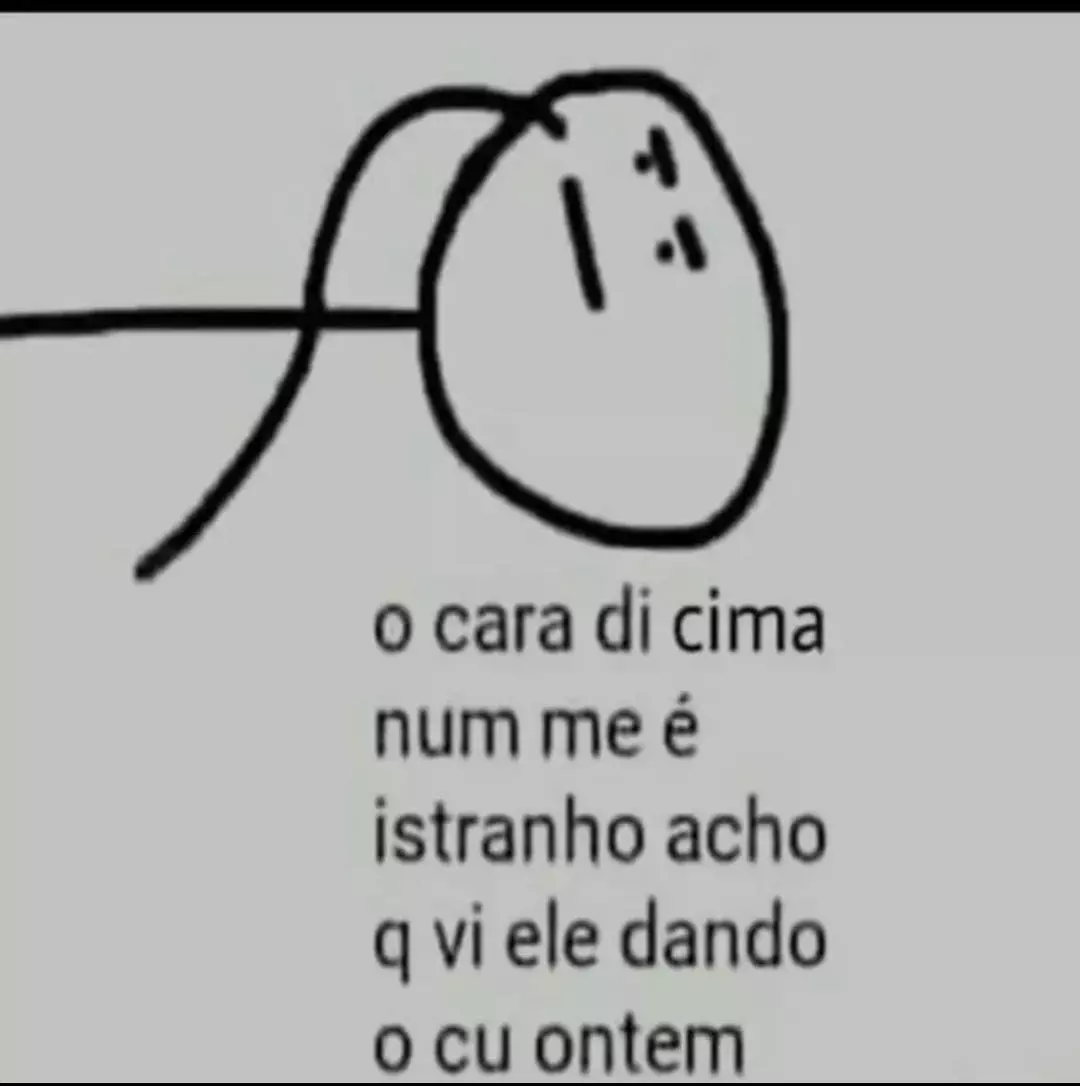 o cara di cima
num me é
istranho acho
q vi ele dando
o cu ontem